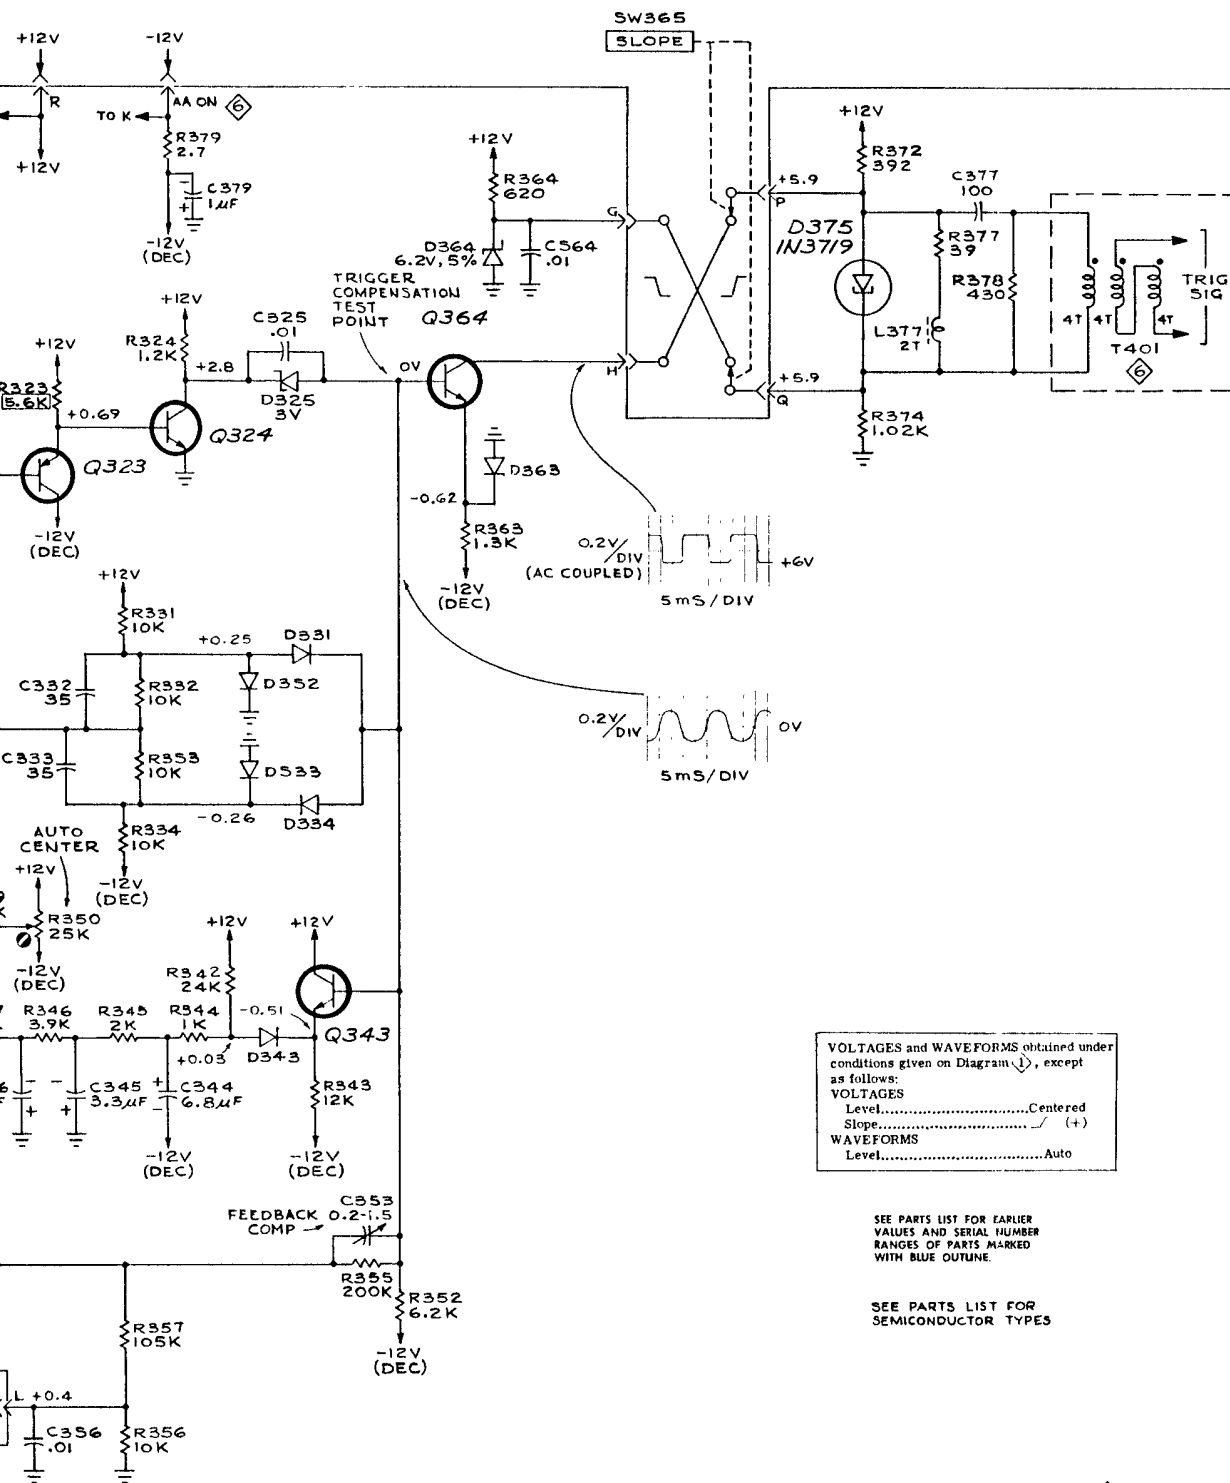 SW365
SLOPE
+12V
-12V
R
AA ON 6
TO K
+12V
R379
2.7
C379
1µF
-12V
(DEC)
+12V
R364
620
D364
6.2V, 5%
C564
.01
G
H
+5.9
P
+5.9
Q
+12V
R372
392
C377
100
D375
1N3719
R377
39
R378
430
L377
2T
4T
4T
4T
T401
6
TRIG
SIG
R374
1.02K
TRIGGER
COMPENSATION
TEST
POINT
Q364
0V
+12V
R324
1.2K
C325
.01
+2.8
D325
3V
+12V
R323
5.6K
+0.69
Q324
Q323
-12V
(DEC)
D363
-0.62
R363
1.3K
-12V
(DEC)
0.2V/
DIV
(AC COUPLED)
+6V
5mS/DIV
+12V
R331
10K
+0.25
D331
C332
35
R332
10K
D352
C333
35
R353
10K
D533
-0.26
D334
R334
10K
-12V
(DEC)
0.2V/
DIV
0V
5mS/DIV
AUTO
CENTER
+12V
R350
25K
-12V
(DEC)
+12V
+12V
R342
24K
R346
3.9K
R345
2K
R344
1K
-0.51
+0.03
D343
Q343
C345
3.3µF
C344
6.8µF
R343
12K
-12V
(DEC)
-12V
(DEC)
VOLTAGES and WAVEFORMS obtained under
conditions given on Diagram 1, except
as follows:
VOLTAGES
Level..............................Centered
Slope.............................. (+)
WAVEFORMS
Level................................Auto
FEEDBACK
COMP
C353
0.2-1.5
R355
200K
R352
6.2K
-12V
(DEC)
R357
105K
L +0.4
C356
.01
R356
10K
SEE PARTS LIST FOR EARLIER
VALUES AND SERIAL NUMBER
RANGES OF PARTS MARKED
WITH BLUE OUTLINE.
SEE PARTS LIST FOR
SEMICONDUCTOR TYPES